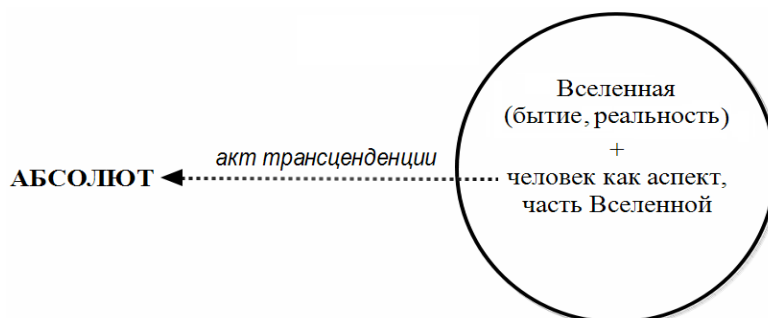 АБСОЛЮТ
акт трансценденции
Вселенная
(бытие, реальность)
+
человек как аспект,
часть Вселенной